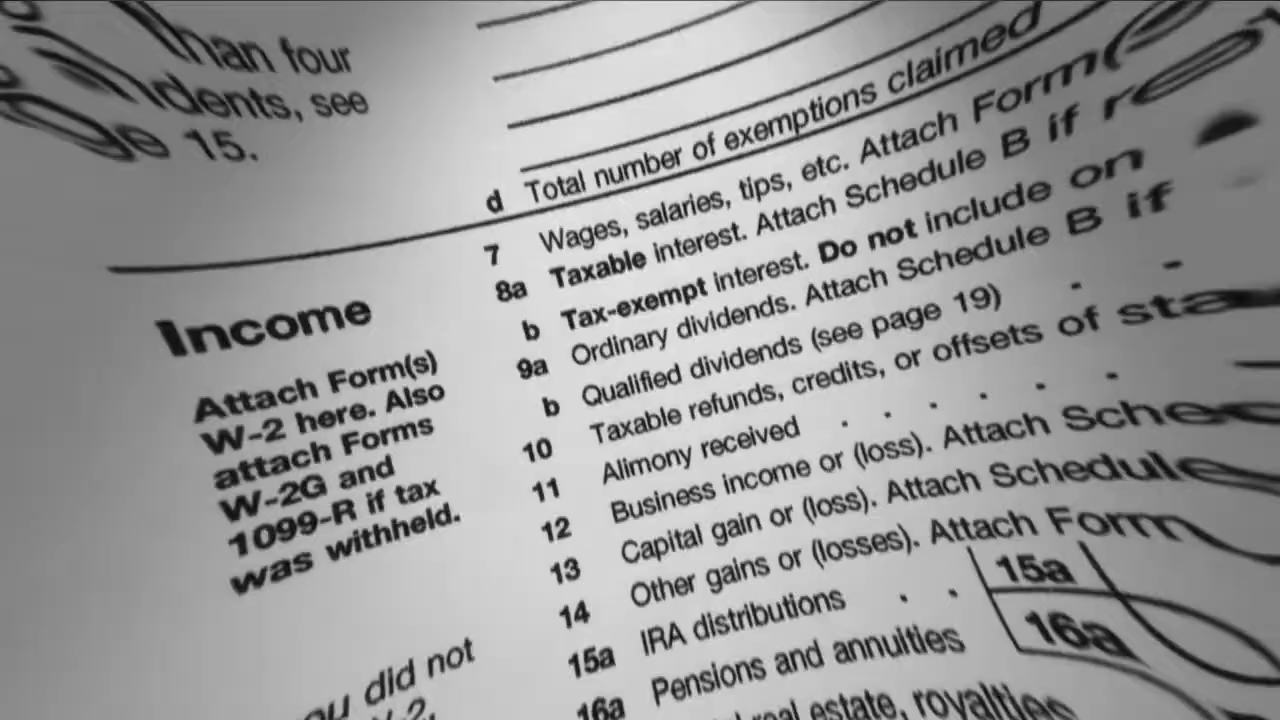 than four
dents, see
ge 15.
d Total number of exemptions claimed
Income
Attach Form(s)
W-2 here. Also
attach Forms
W-2G and
1099-R if tax
was withheld.
7 Wages, salaries, tips, etc. Attach Form(s)
8a Taxable interest. Attach Schedule B if
b Tax-exempt interest. Do not include on
9a Ordinary dividends. Attach Schedule B if
b Qualified dividends (see page 19)
10 Taxable refunds, credits, or offsets of
11 Alimony received
12 Business income or (loss). Attach
13 Capital gain or (loss). Attach Schedule
14 Other gains or (losses). Attach Form
15a IRA distributions . . 15a
16a Pensions and annuities 16a
real estate, royalties
ou did not